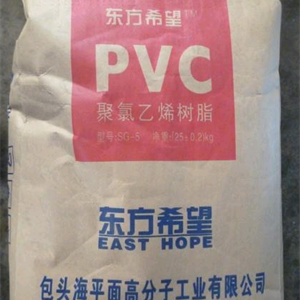 东方希望
PVC
聚氯乙烯树脂
型号:SG-5 净重:25±0.2kg
东方希望
EAST HOPE
包头海平面高分子工业有限公司